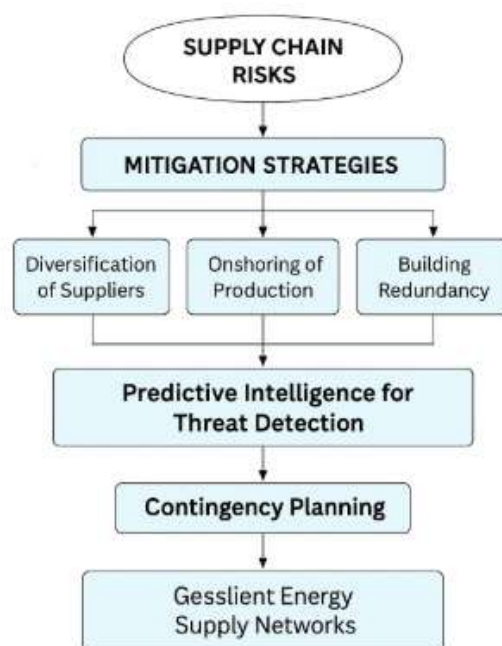 SUPPLY CHAIN
RISKS
MITIGATION STRATEGIES
Diversification
of Suppliers
Onshoring of
Production
Building
Redundancy
Predictive Intelligence for
Threat Detection
Contingency Planning
Gesslient Energy
Supply Networks